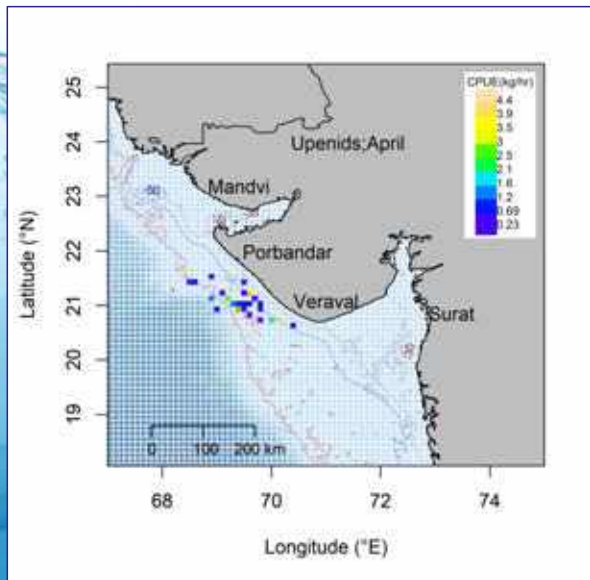 CPUE(kg/hr)
4.4
3.9
3.5
3
2.5
2.1
1.6
1.2
0.69
0.23
Upenids;April
Mandvi
Porbandar
Veraval
Surat
0 100 200 km
25
24
23
22
21
20
19
Latitude (°N)
68 70 72 74
Longitude (°E)